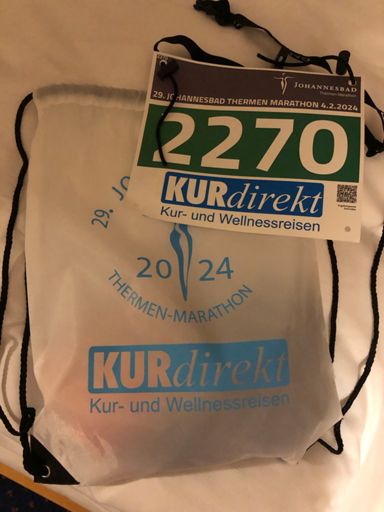 JOHANNESBAD
Thermen-Marathon
29. JOHANNESBAD THERMEN MARATHON 4.2.2024
2270
KURdirekt
Kur- und Wellnessreisen
29. JO
20 24
THERMEN-MARATHON
KURdirekt
Kur- und Wellnessreisen